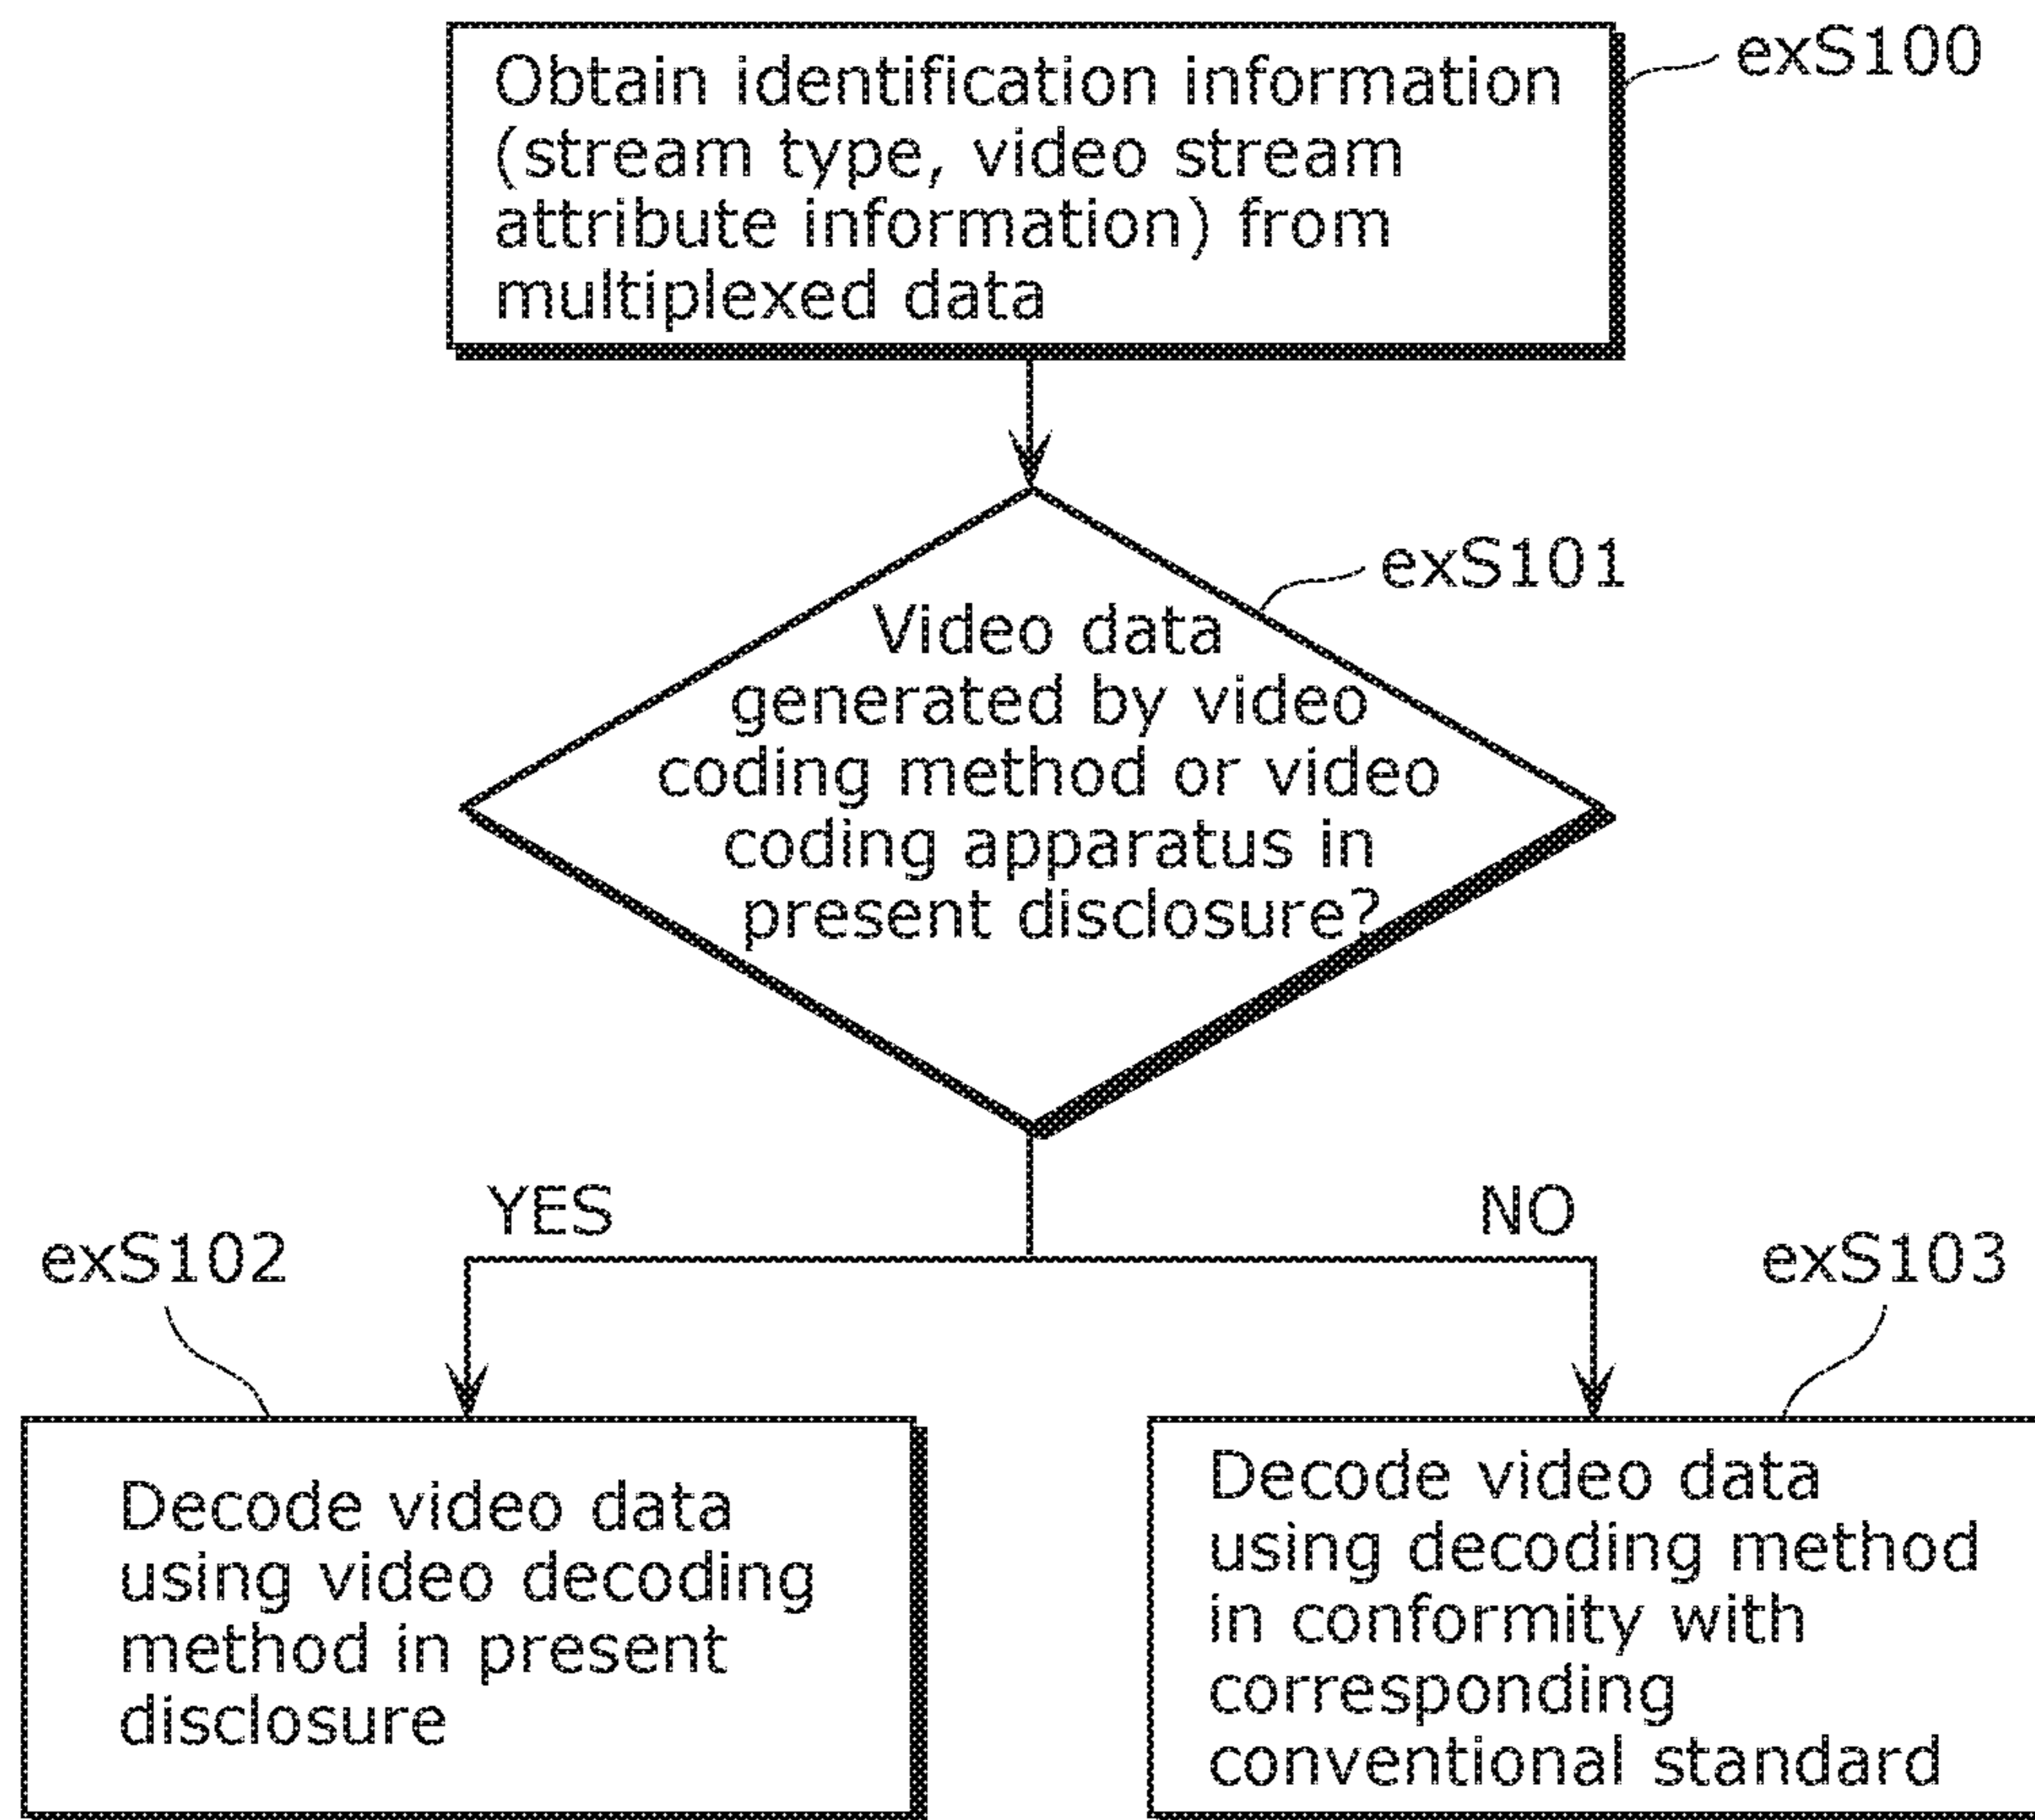 exS100
Obtain identification information
(stream type, video stream
attribute information) from
multiplexed data
exS101
Video data
generated by video
coding method or video
coding apparatus in
present disclosure?
YES
NO
exS102
exS103
Decode video data
using video decoding
method in present
disclosure
Decode video data
using decoding method
in conformity with
corresponding
conventional standard